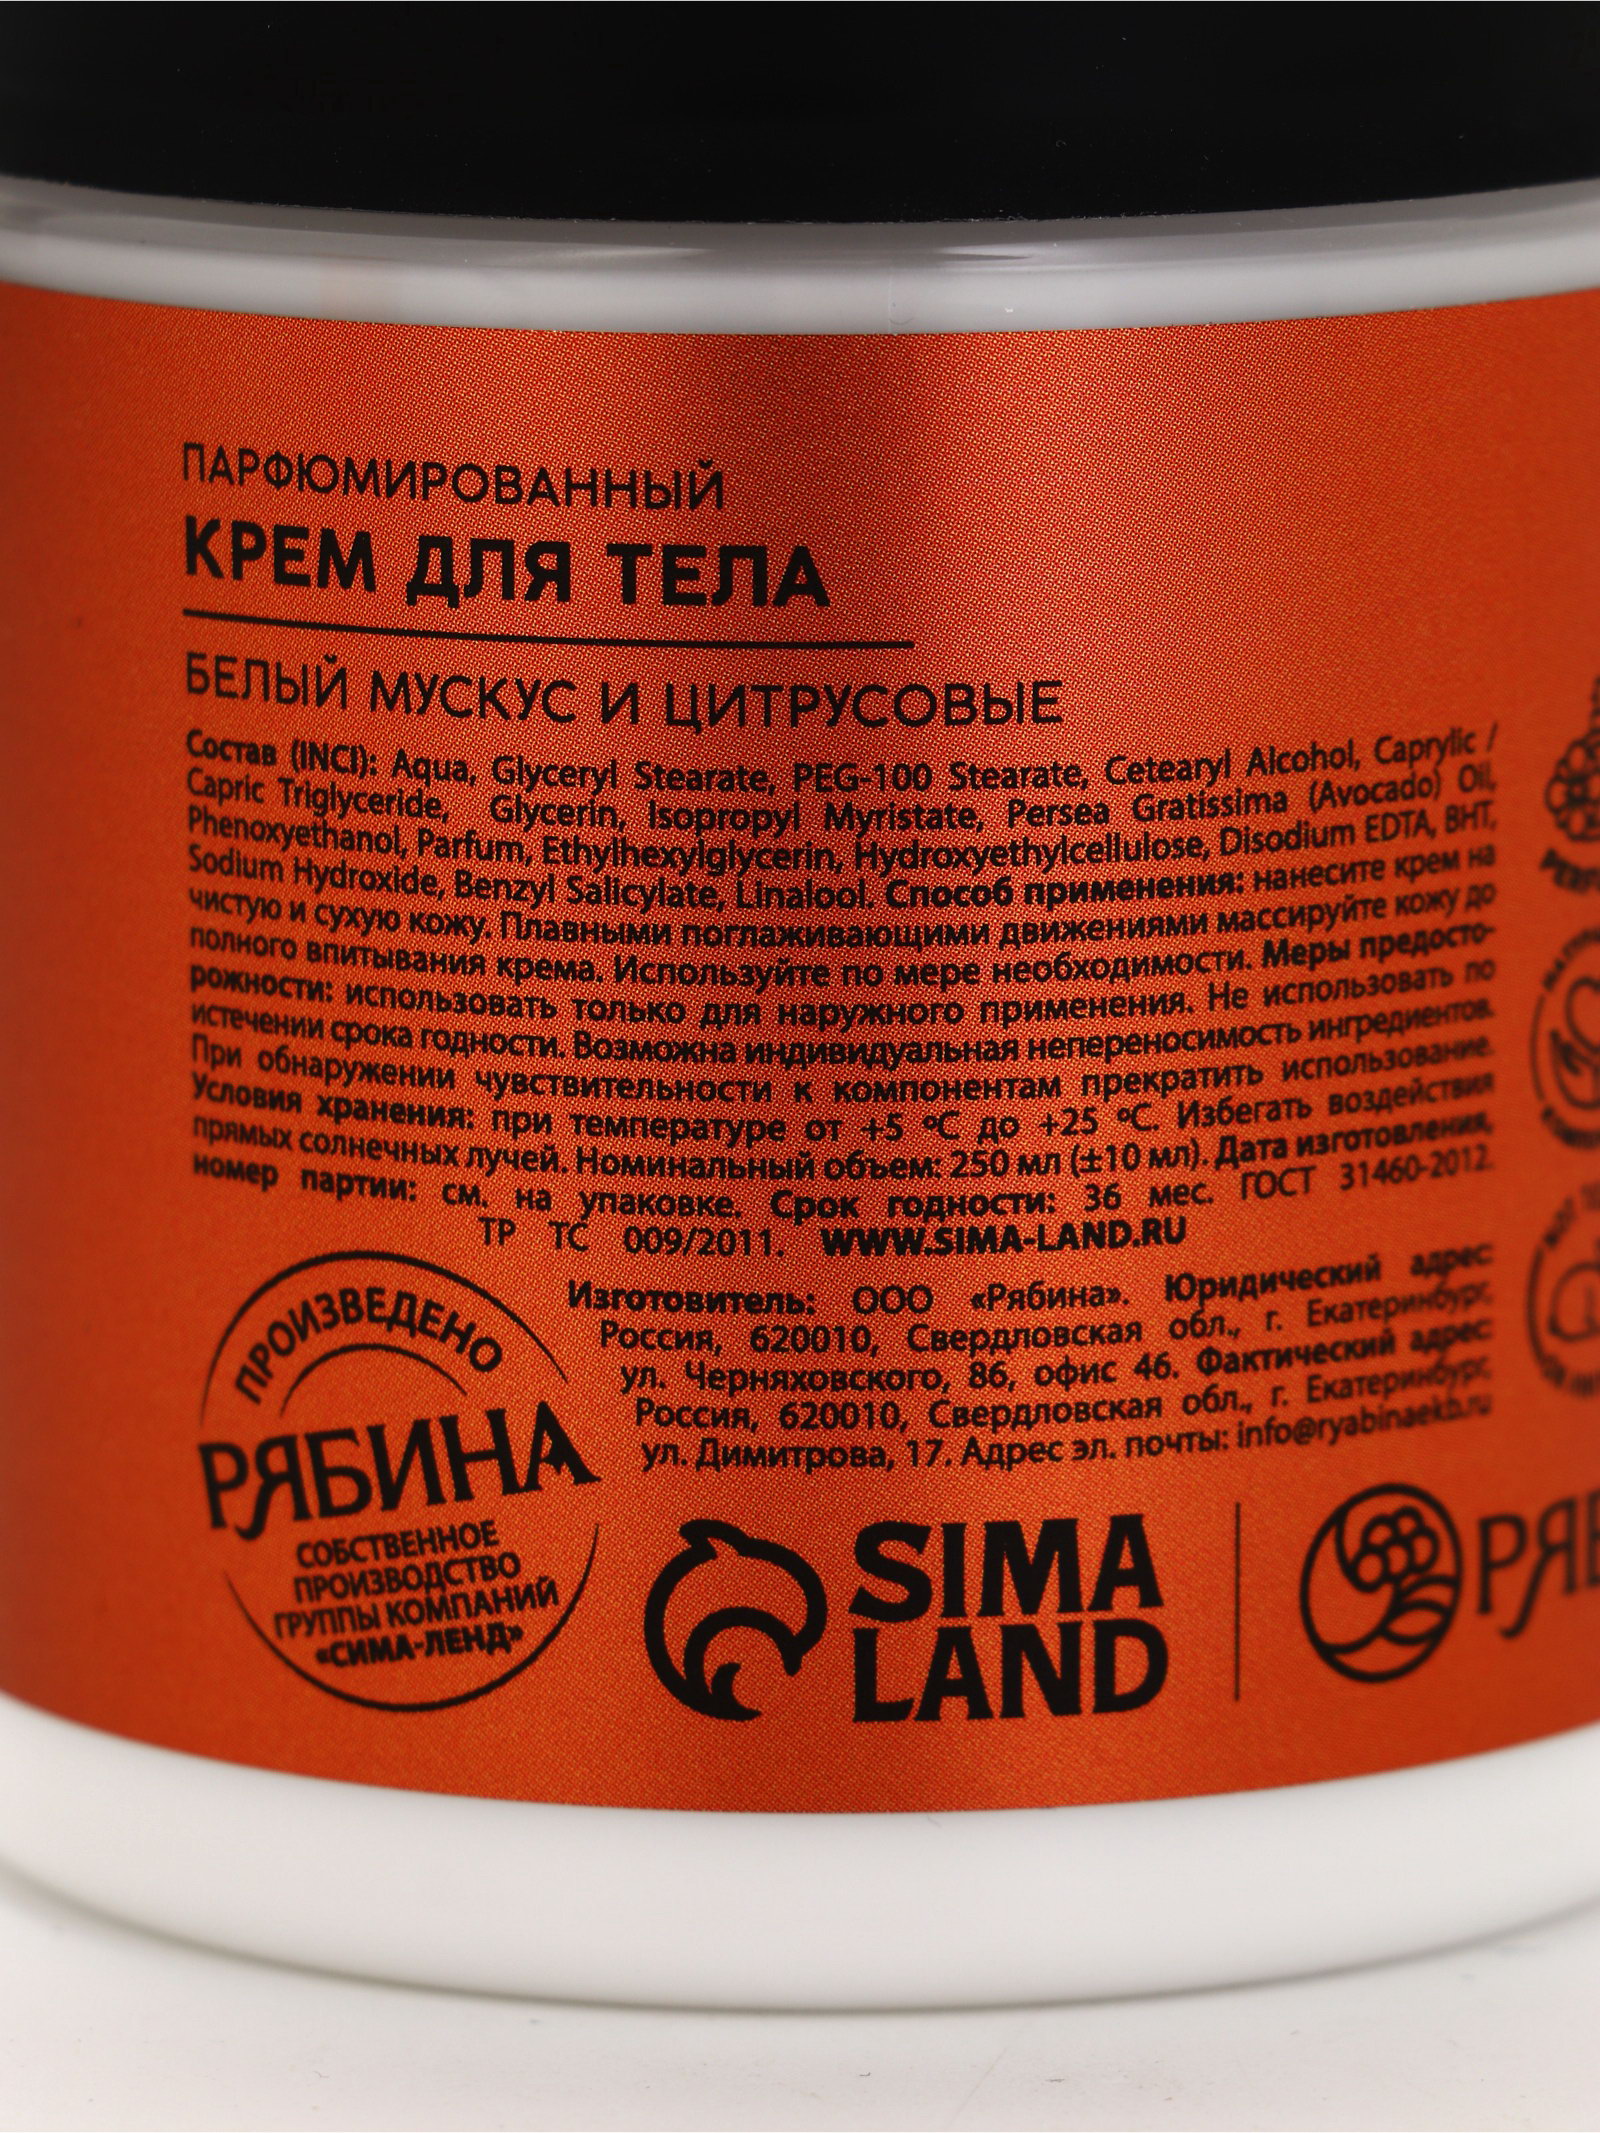 ПАРФЮМИРОВАННЫЙ
КРЕМ ДЛЯ ТЕЛА
БЕЛЫЙ МУСКУС И ЦИТРУСОВЫЕ
Состав (INCI): Aqua, Glyceryl Stearate, PEG-100 Stearate, Cetearyl Alcohol, Caprylic /
Capric Triglyceride, Glycerin, Isopropyl Myristate, Persea Gratissima (Avocado) Oil,
Phenoxyethanol, Parfum, Ethylhexylglycerin, Hydroxyethylcellulose, Disodium EDTA, BHT,
Sodium Hydroxide, Benzyl Salicylate, Linalool. Способ применения: нанесите крем на
чистую и сухую кожу. Плавными поглаживающими движениями массируйте кожу до
полного впитывания крема. Используйте по мере необходимости. Меры предосто-
рожности: использовать только для наружного применения. Не использовать по
истечении срока годности. Возможна индивидуальная непереносимость ингредиентов.
При обнаружении чувствительности к компонентам прекратить использование.
Условия хранения: при температуре от +5 °C до +25 °C. Избегать воздействия
прямых солнечных лучей. Номинальный объем: 250 мл (±10 мл). Дата изготовления,
номер партии: см. на упаковке. Срок годности: 36 мес. ГОСТ 31460-2012.
ТР ТС 009/2011. WWW.SIMA-LAND.RU
Изготовитель: ООО «Рябина». Юридический адрес:
Россия, 620010, Свердловская обл., г. Екатеринбург,
ул. Черняховского, 86, офис 46. Фактический адрес:
Россия, 620010, Свердловская обл., г. Екатеринбург,
ул. Димитрова, 17. Адрес эл. почты: info@ryabinaekb.ru
ПРОИЗВЕДЕНО
РЯБИНА
СОБСТВЕННОЕ
ПРОИЗВОДСТВО
ГРУППЫ КОМПАНИЙ
«СИМА-ЛЕНД»
SIMA
LAND
РЯБ